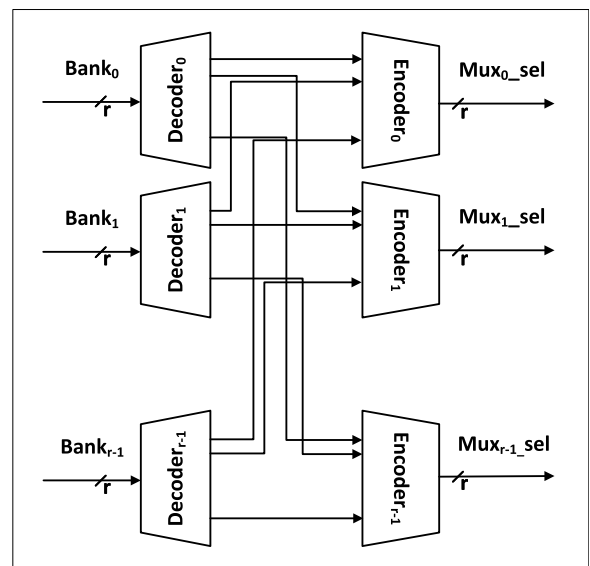 Bank₀
r
Decoder₀
Encoder₀
Mux₀_sel
r
Bank₁
r
Decoder₁
Encoder₁
Mux₁_sel
r
Bankᵣ₋₁
r
Decoderᵣ₋₁
Encoderᵣ₋₁
Muxᵣ₋₁_sel
r